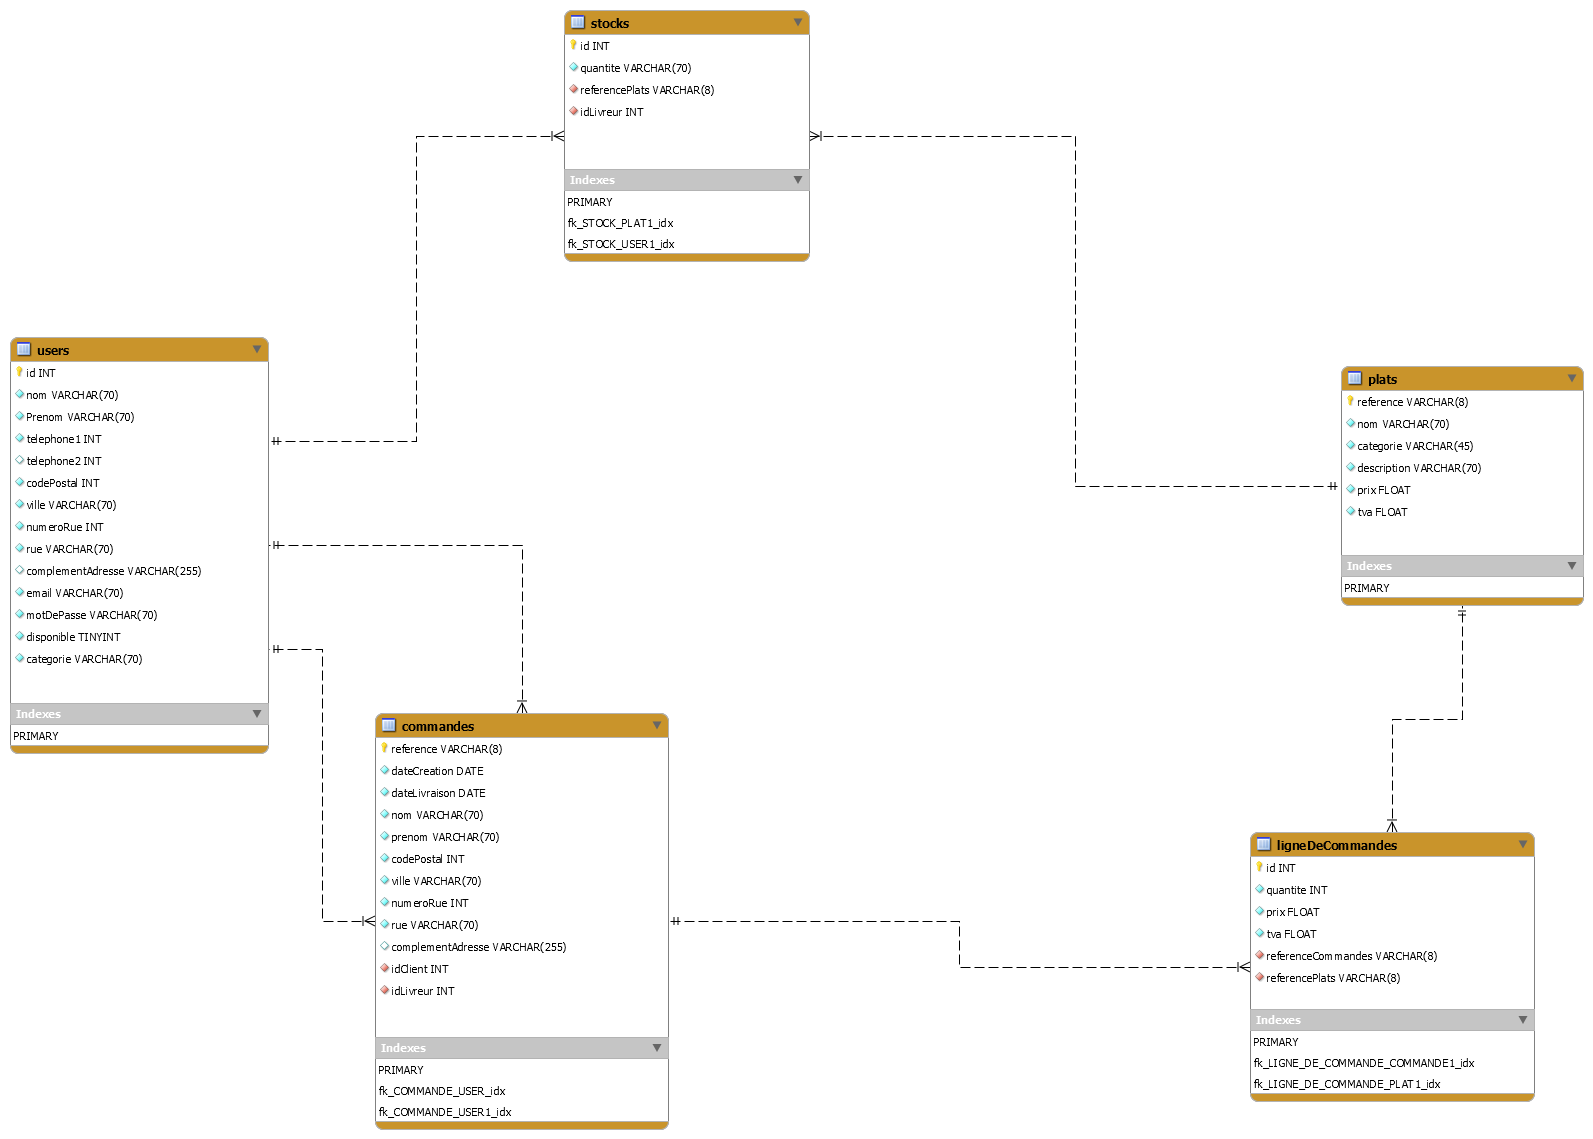 stocks
id INT
quantite VARCHAR(70)
referencePlats VARCHAR(8)
idLivreur INT
Indexes
PRIMARY
fk_STOCK_PLAT1_idx
fk_STOCK_USER1_idx
users
id INT
nom VARCHAR(70)
Prenom VARCHAR(70)
telephone1 INT
telephone2 INT
codePostal INT
ville VARCHAR(70)
numeroRue INT
rue VARCHAR(70)
complementAdresse VARCHAR(255)
email VARCHAR(70)
motDePasse VARCHAR(70)
disponible TINYINT
categorie VARCHAR(70)
Indexes
PRIMARY
plats
reference VARCHAR(8)
nom VARCHAR(70)
categorie VARCHAR(45)
description VARCHAR(70)
prix FLOAT
tva FLOAT
Indexes
PRIMARY
commandes
reference VARCHAR(8)
dateCreation DATE
dateLivraison DATE
nom VARCHAR(70)
prenom VARCHAR(70)
codePostal INT
ville VARCHAR(70)
numeroRue INT
rue VARCHAR(70)
complementAdresse VARCHAR(255)
idClient INT
idLivreur INT
Indexes
PRIMARY
fk_COMMANDE_USER_idx
fk_COMMANDE_USER1_idx
ligneDeCommandes
id INT
quantite INT
prix FLOAT
tva FLOAT
referenceCommandes VARCHAR(8)
referencePlats VARCHAR(8)
Indexes
PRIMARY
fk_LIGNE_DE_COMMANDE_COMMANDE1_idx
fk_LIGNE_DE_COMMANDE_PLAT1_idx